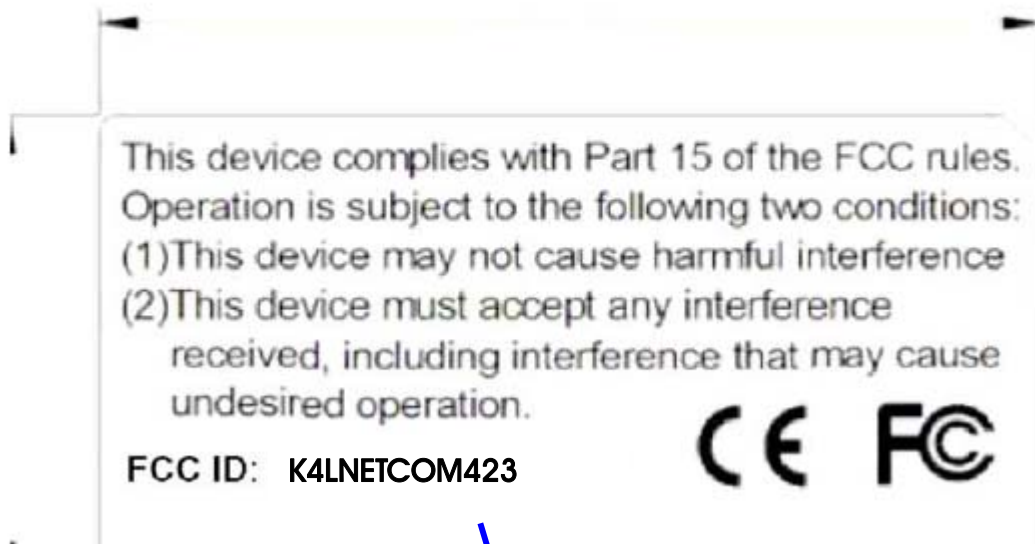 This device complies with Part 15 of the FCC rules.
Operation is subject to the following two conditions:
(1)This device may not cause harmful interference
(2)This device must accept any interference
received, including interference that may cause
undesired operation.
CE FC
FCC ID: K4LNETCOM423